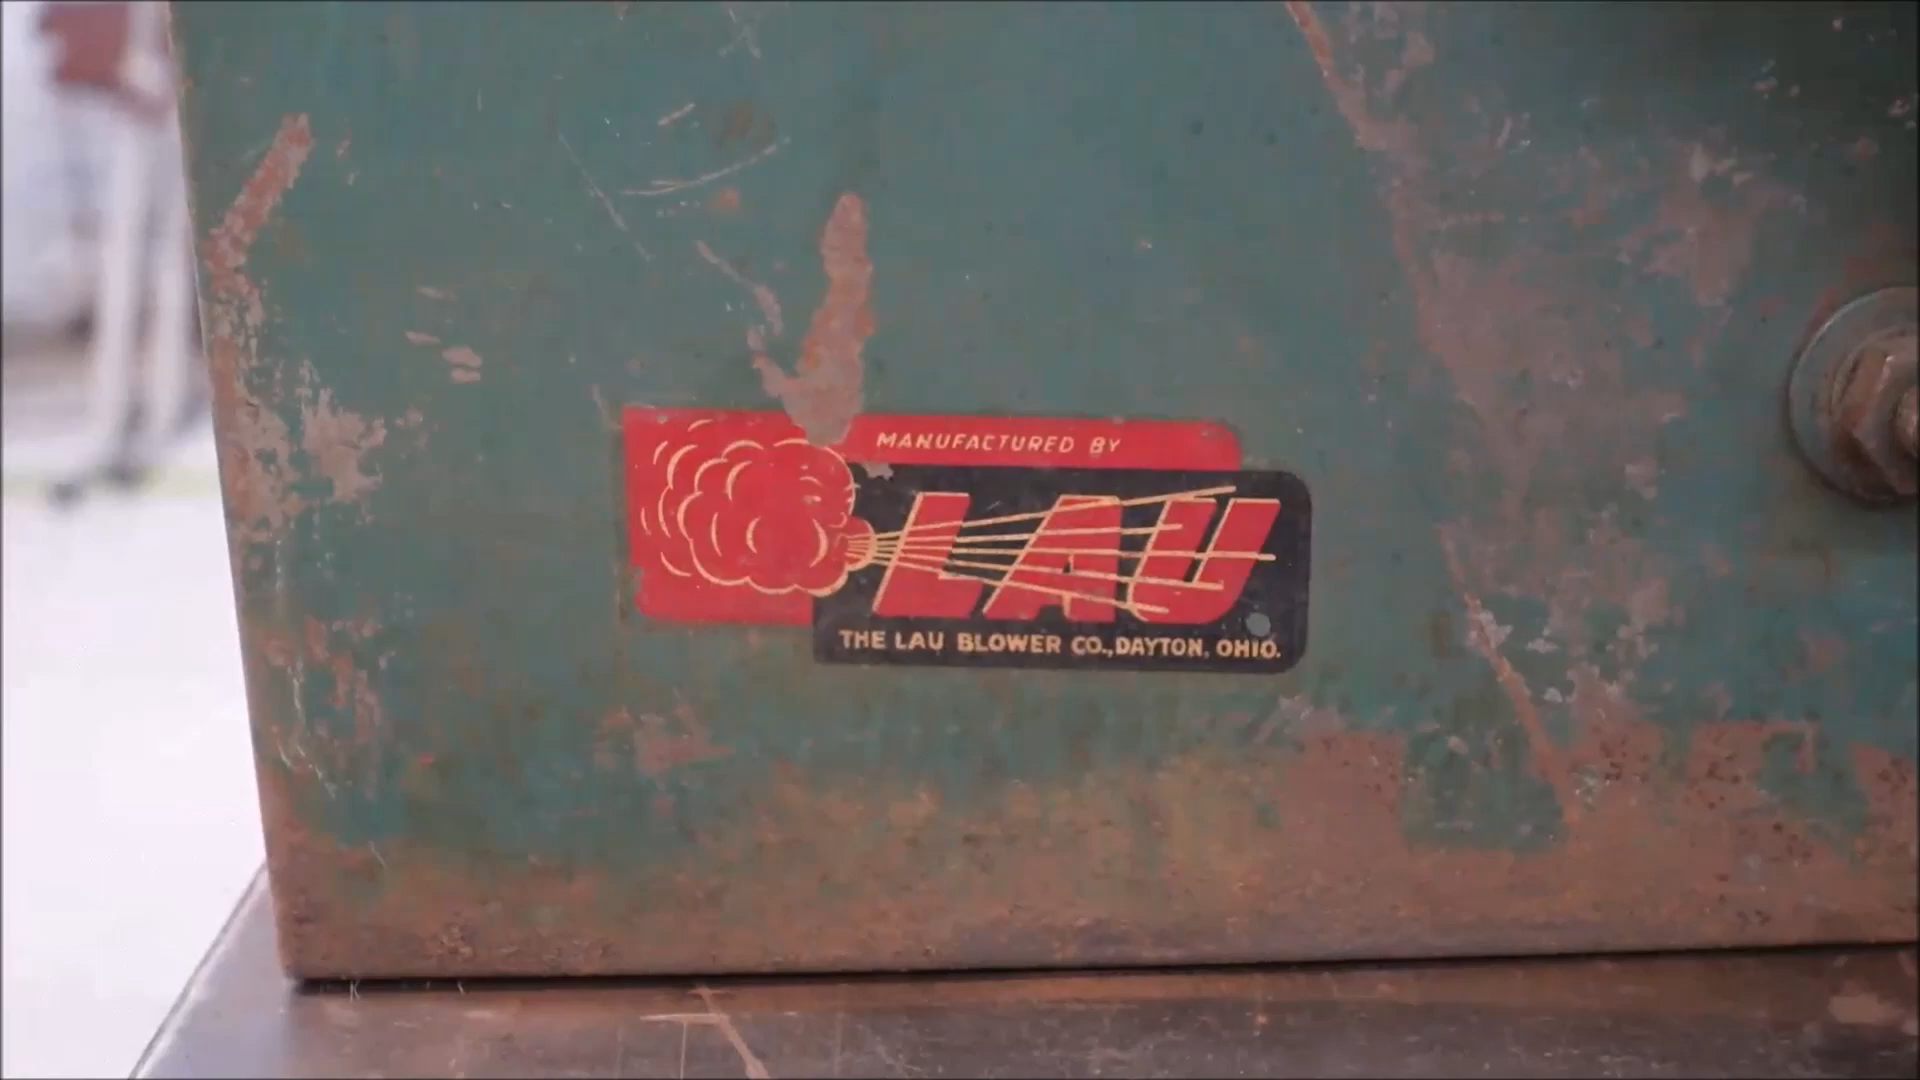 MANUFACTURED BY
LAU
THE LAU BLOWER CO., DAYTON, OHIO.